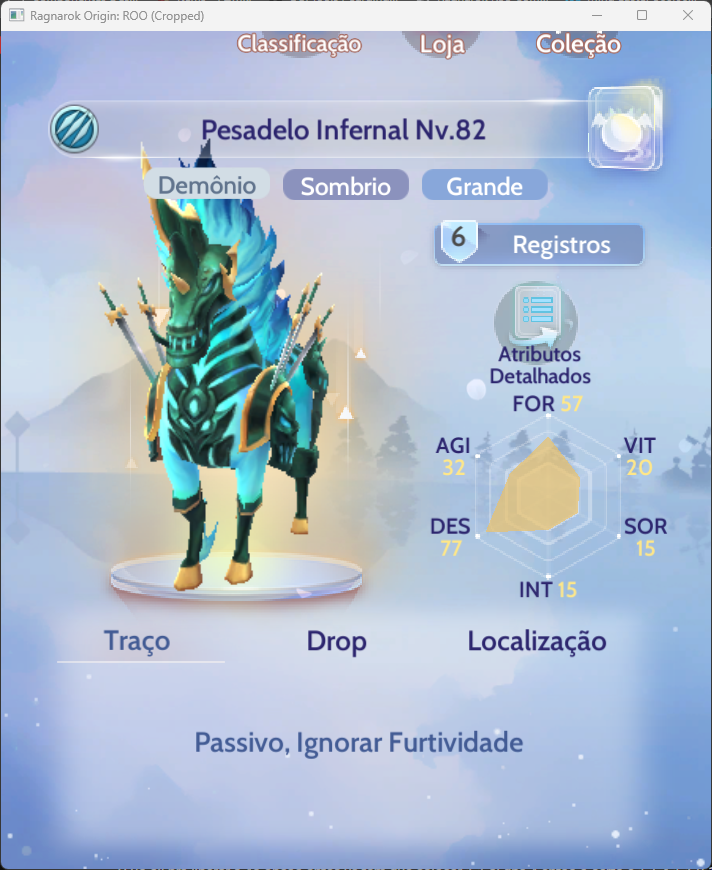 Ragnarok Origin: ROO (Cropped)
Classificação
Loja
Coleção
Pesadelo Infernal Nv.82
Demônio
Sombrio
Grande
6
Registros
Atributos
Detalhados
FOR 57
AGI
32
VIT
20
DES
77
SOR
15
INT 15
Traço
Drop
Localização
Passivo, Ignorar Furtividade